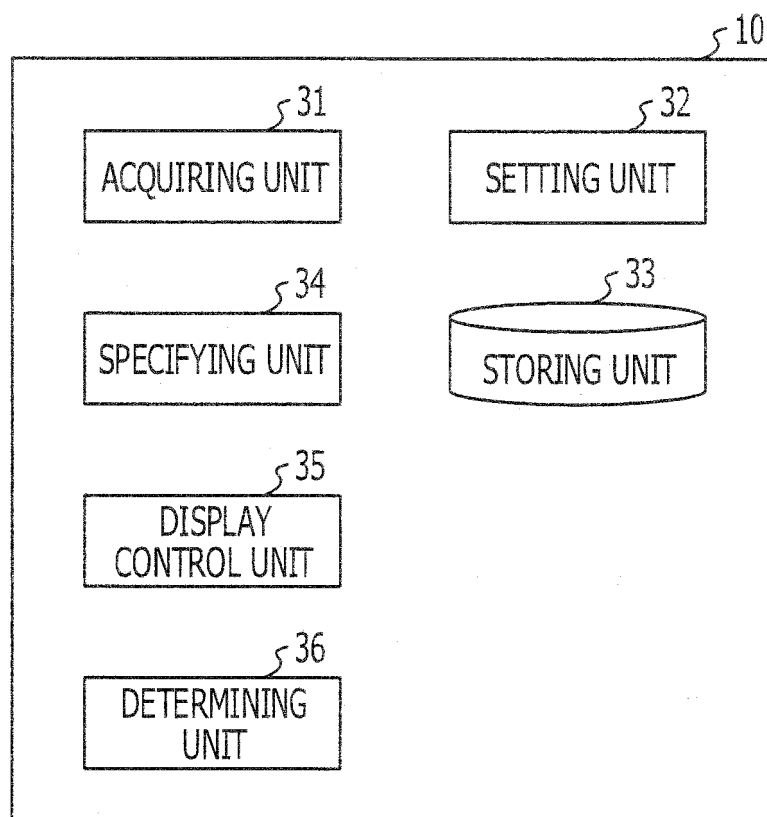 10
31
ACQUIRING UNIT
32
SETTING UNIT
34
SPECIFYING UNIT
33
STORING UNIT
35
DISPLAY
CONTROL UNIT
36
DETERMINING
UNIT